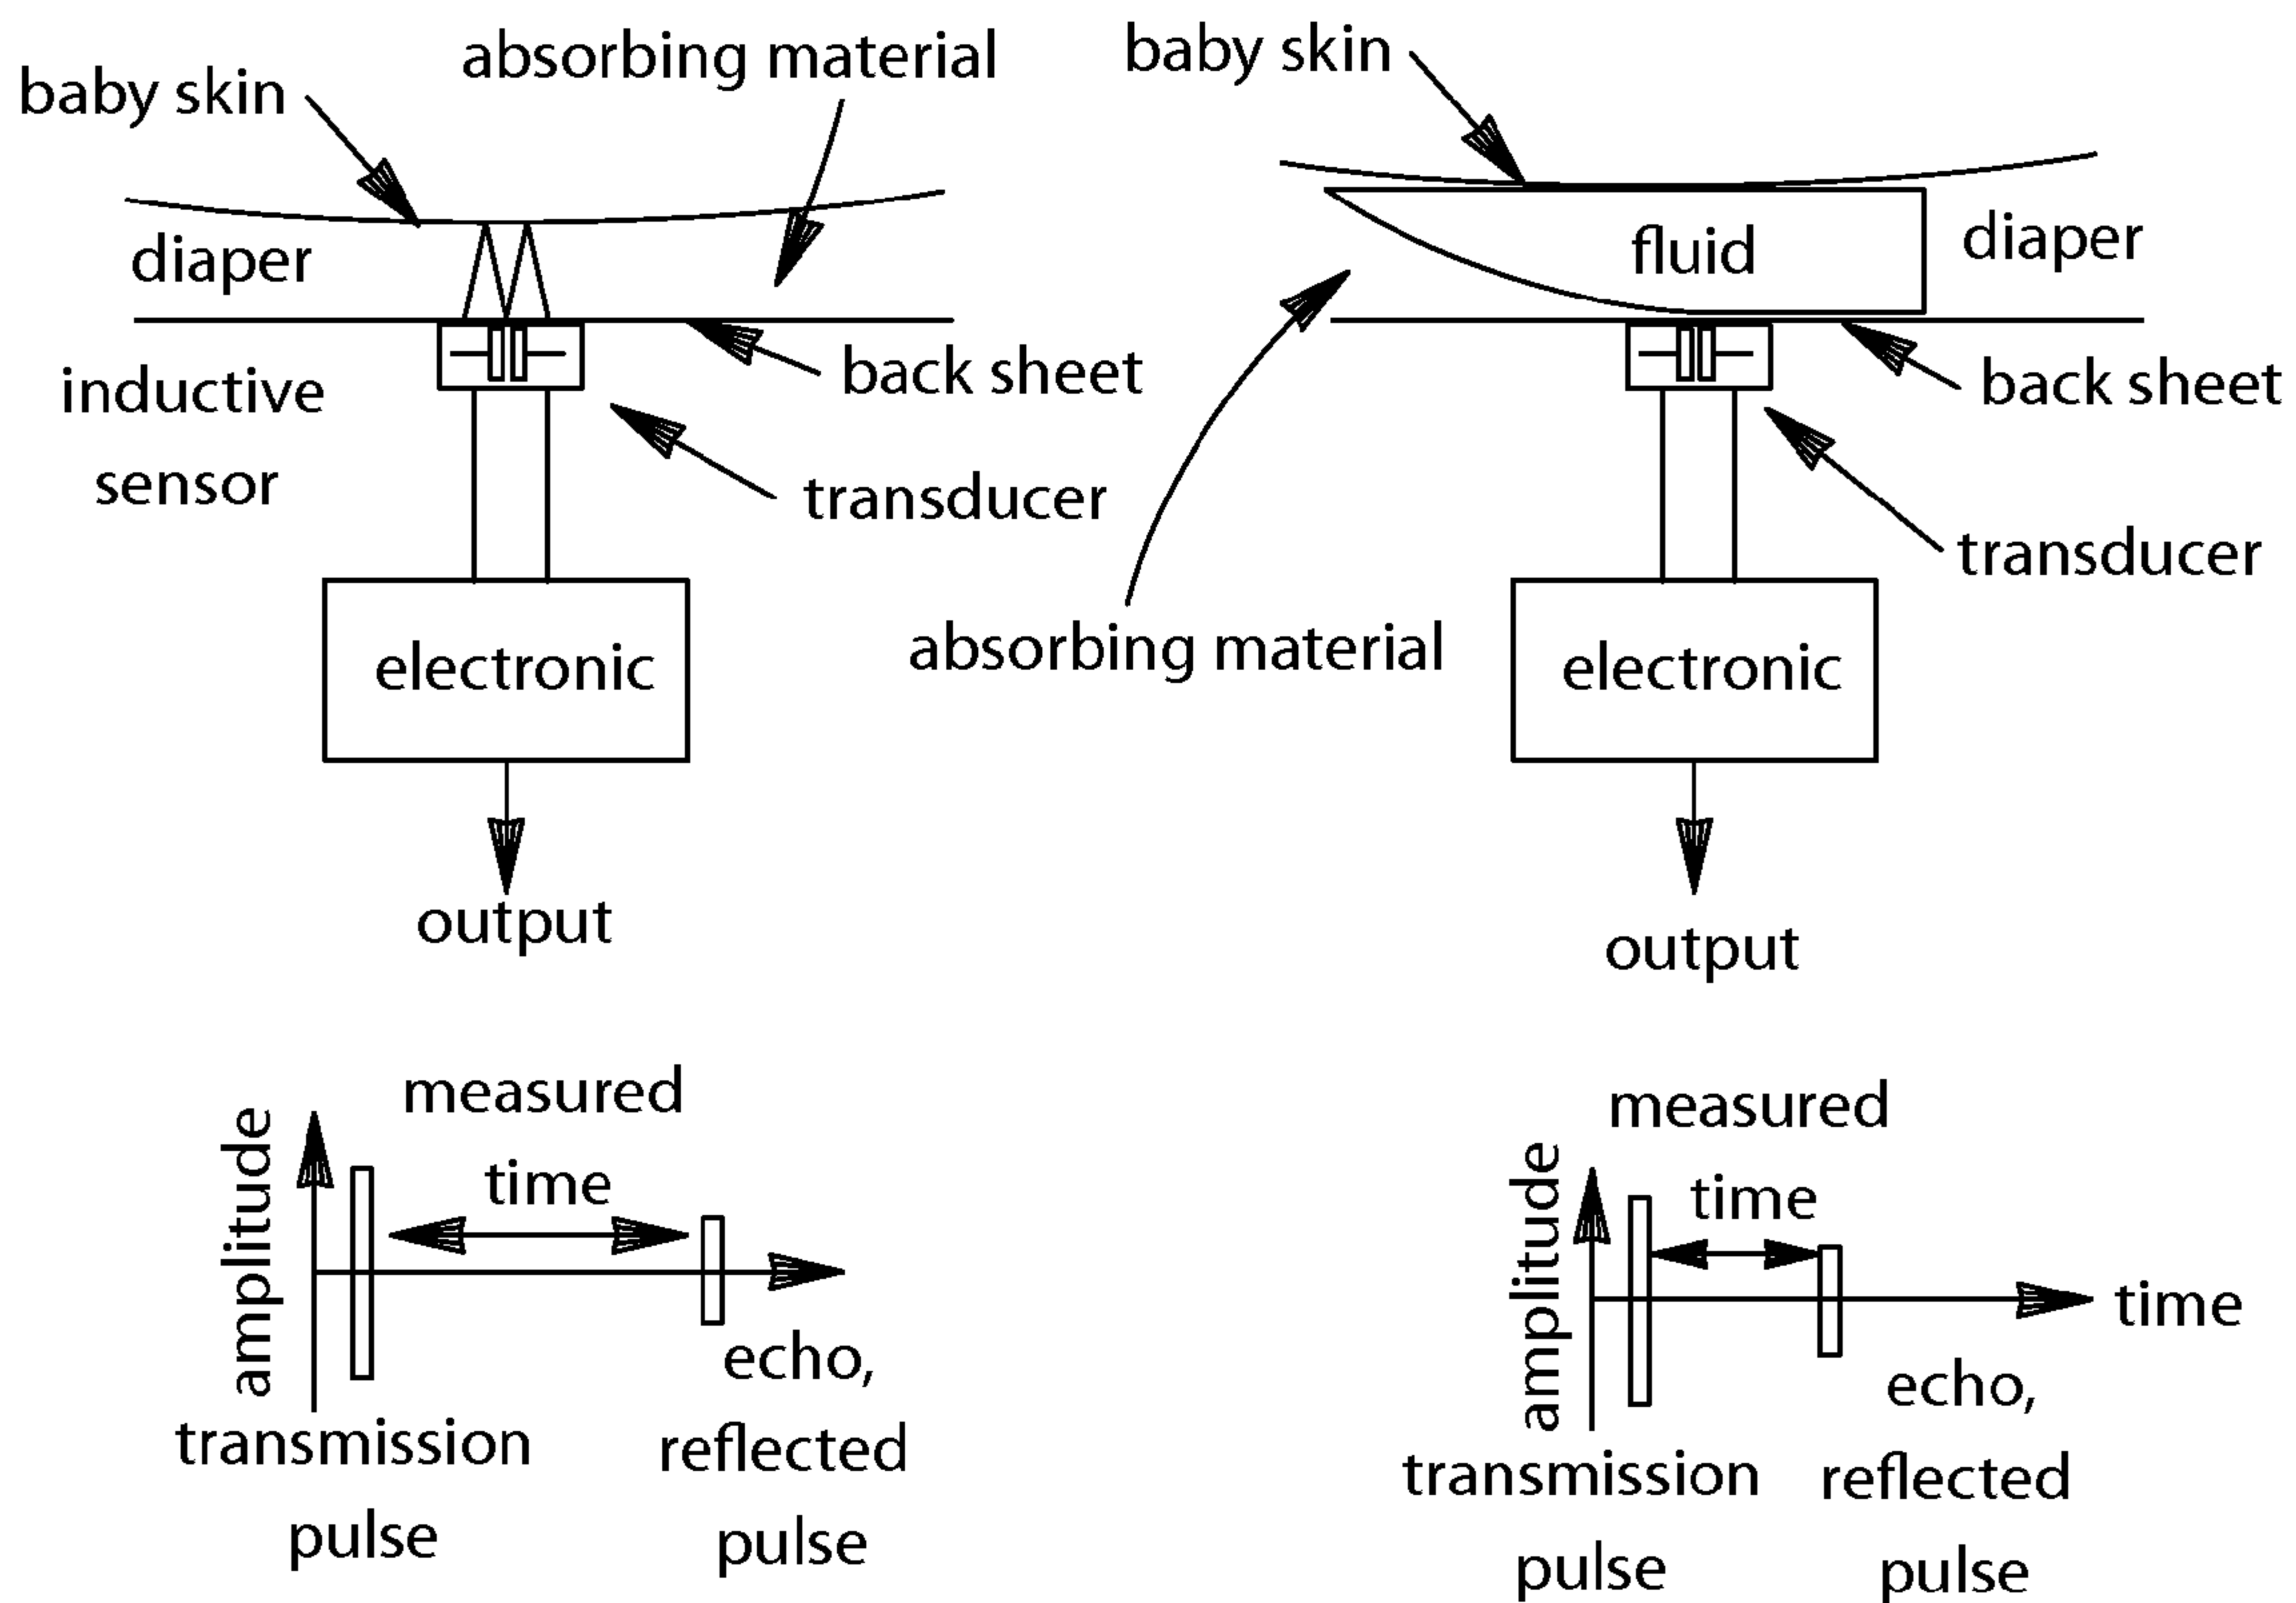 baby skin
absorbing material
diaper
inductive
sensor
back sheet
transducer
electronic
output
baby skin
fluid
diaper
back sheet
transducer
absorbing material
electronic
output
amplitude
measured
time
echo,
reflected
pulse
transmission
pulse
amplitude
measured
time
time
echo,
reflected
pulse
transmission
pulse